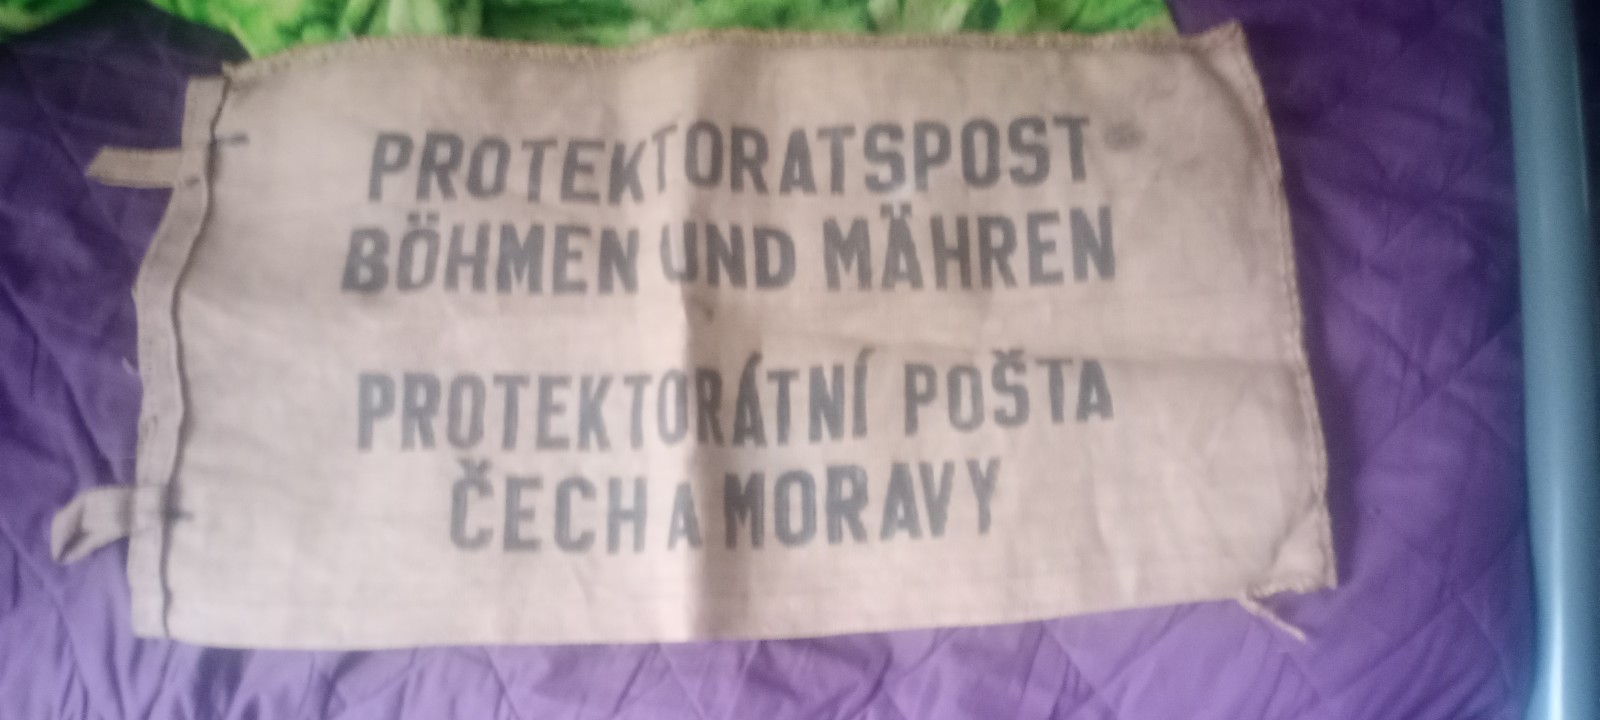 PROTEKTORATSPOST
BÖHMEN UND MÄHREN
PROTEKTORÁTNÍ POŠTA
ČECH A MORAVY